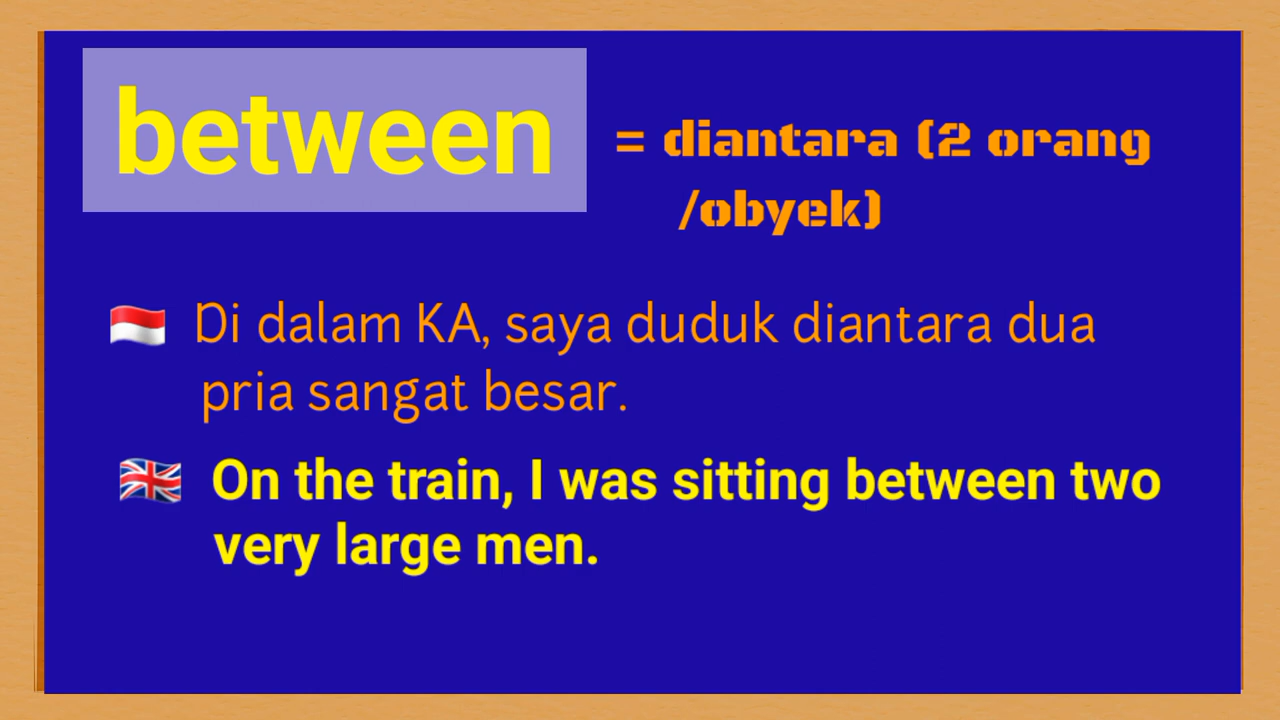 between = diantara (2 orang
/obyek)
Di dalam KA, saya duduk diantara dua
pria sangat besar.
On the train, I was sitting between two
very large men.